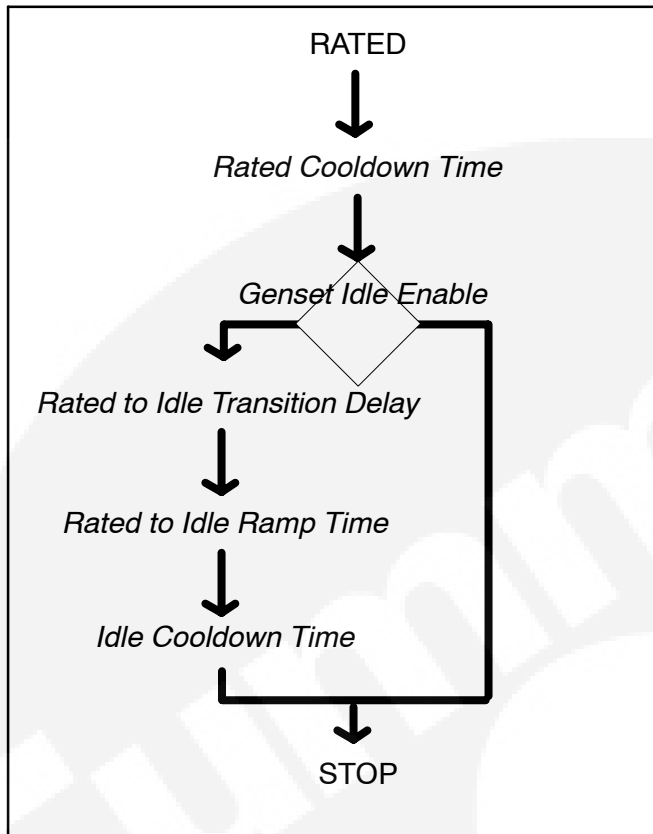 RATED
Rated Cooldown Time
Genset Idle Enable
Rated to Idle Transition Delay
Rated to Idle Ramp Time
Idle Cooldown Time
STOP